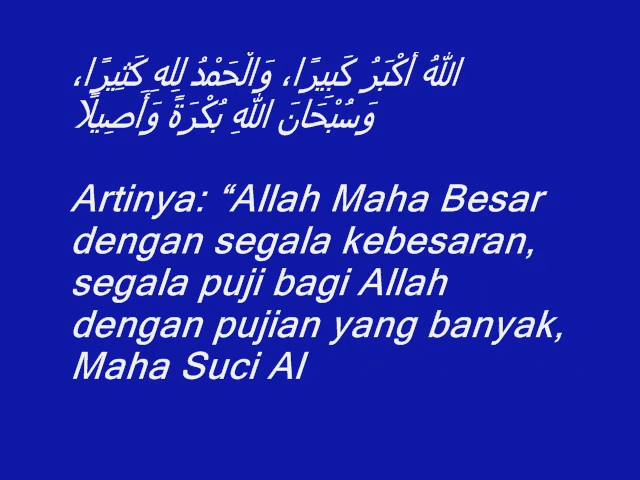 اللهُ أَكْبَرُ كَبِيرًا، وَالْحَمْدُ لِلهِ كَثِيرًا،
وَسُبْحَانَ اللهِ بُكْرَةً وَأَصِيلًا
Artinya: “Allah Maha Besar
dengan segala kebesaran,
segala puji bagi Allah
dengan pujian yang banyak,
Maha Suci Al